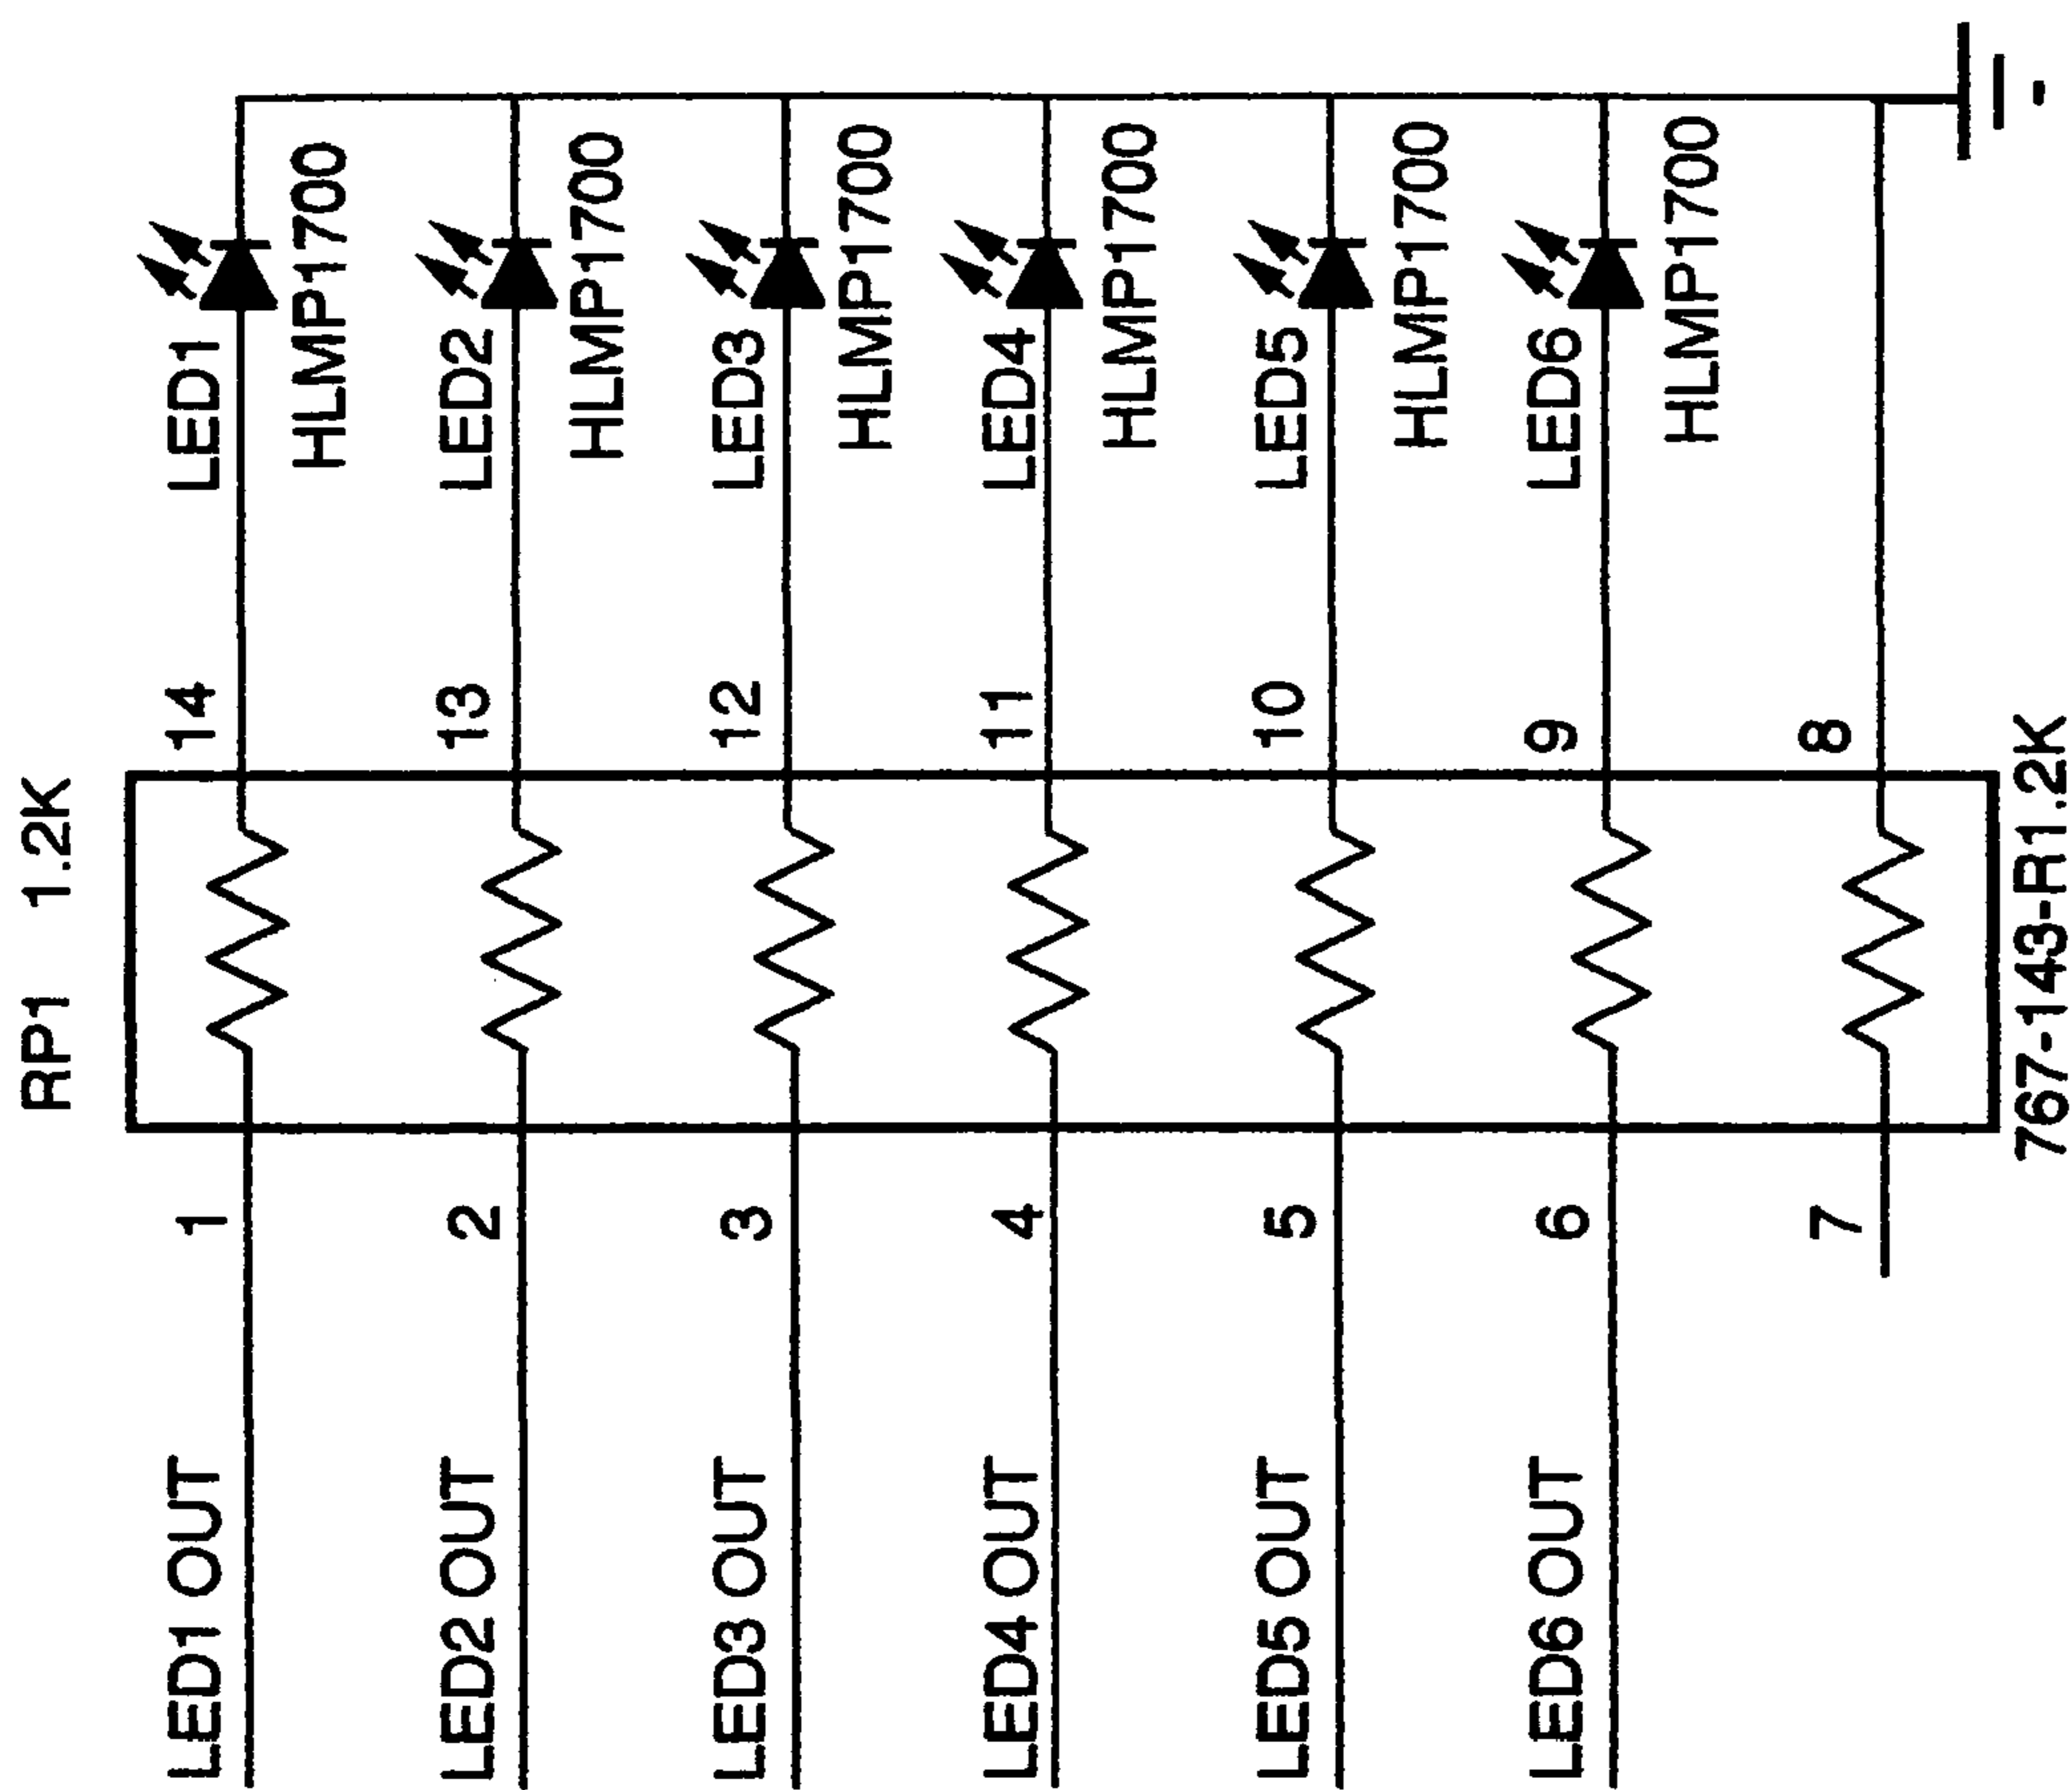 RP1 1.2K
LED1 OUT 1 14 LED1
HLMP1700
LED2 OUT 2 13 LED2
HLMP1700
LED3 OUT 3 12 LED3
HLMP1700
LED4 OUT 4 11 LED4
HLMP1700
LED5 OUT 5 10 LED5
HLMP1700
LED6 OUT 6 9 LED6
HLMP1700
7 8
767-143-R1.2K